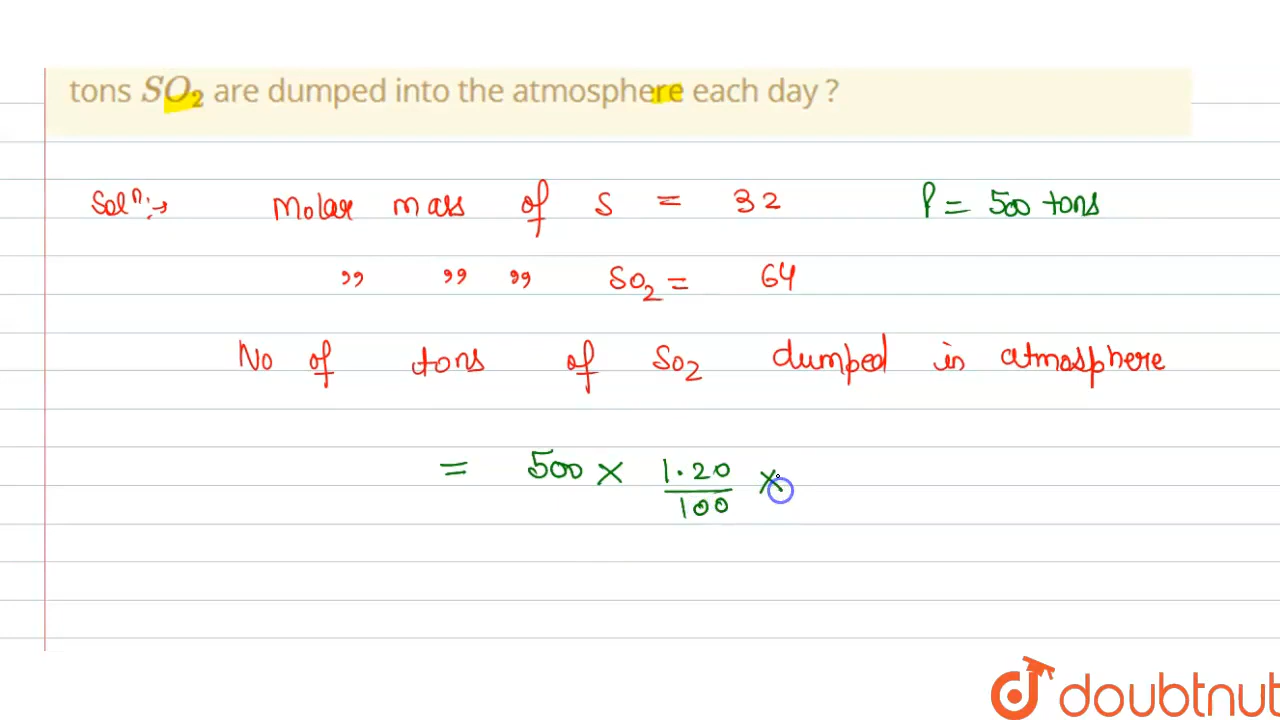 tons SO₂ are dumped into the atmosphere each day ?
Solⁿ:→ Molar mass of S = 32 P = 500 tons
,, ,, ,, SO₂ = 64
No of tons of SO₂ dumped in atmosphere
= 500 × 1.20/100 ×
doubtnut